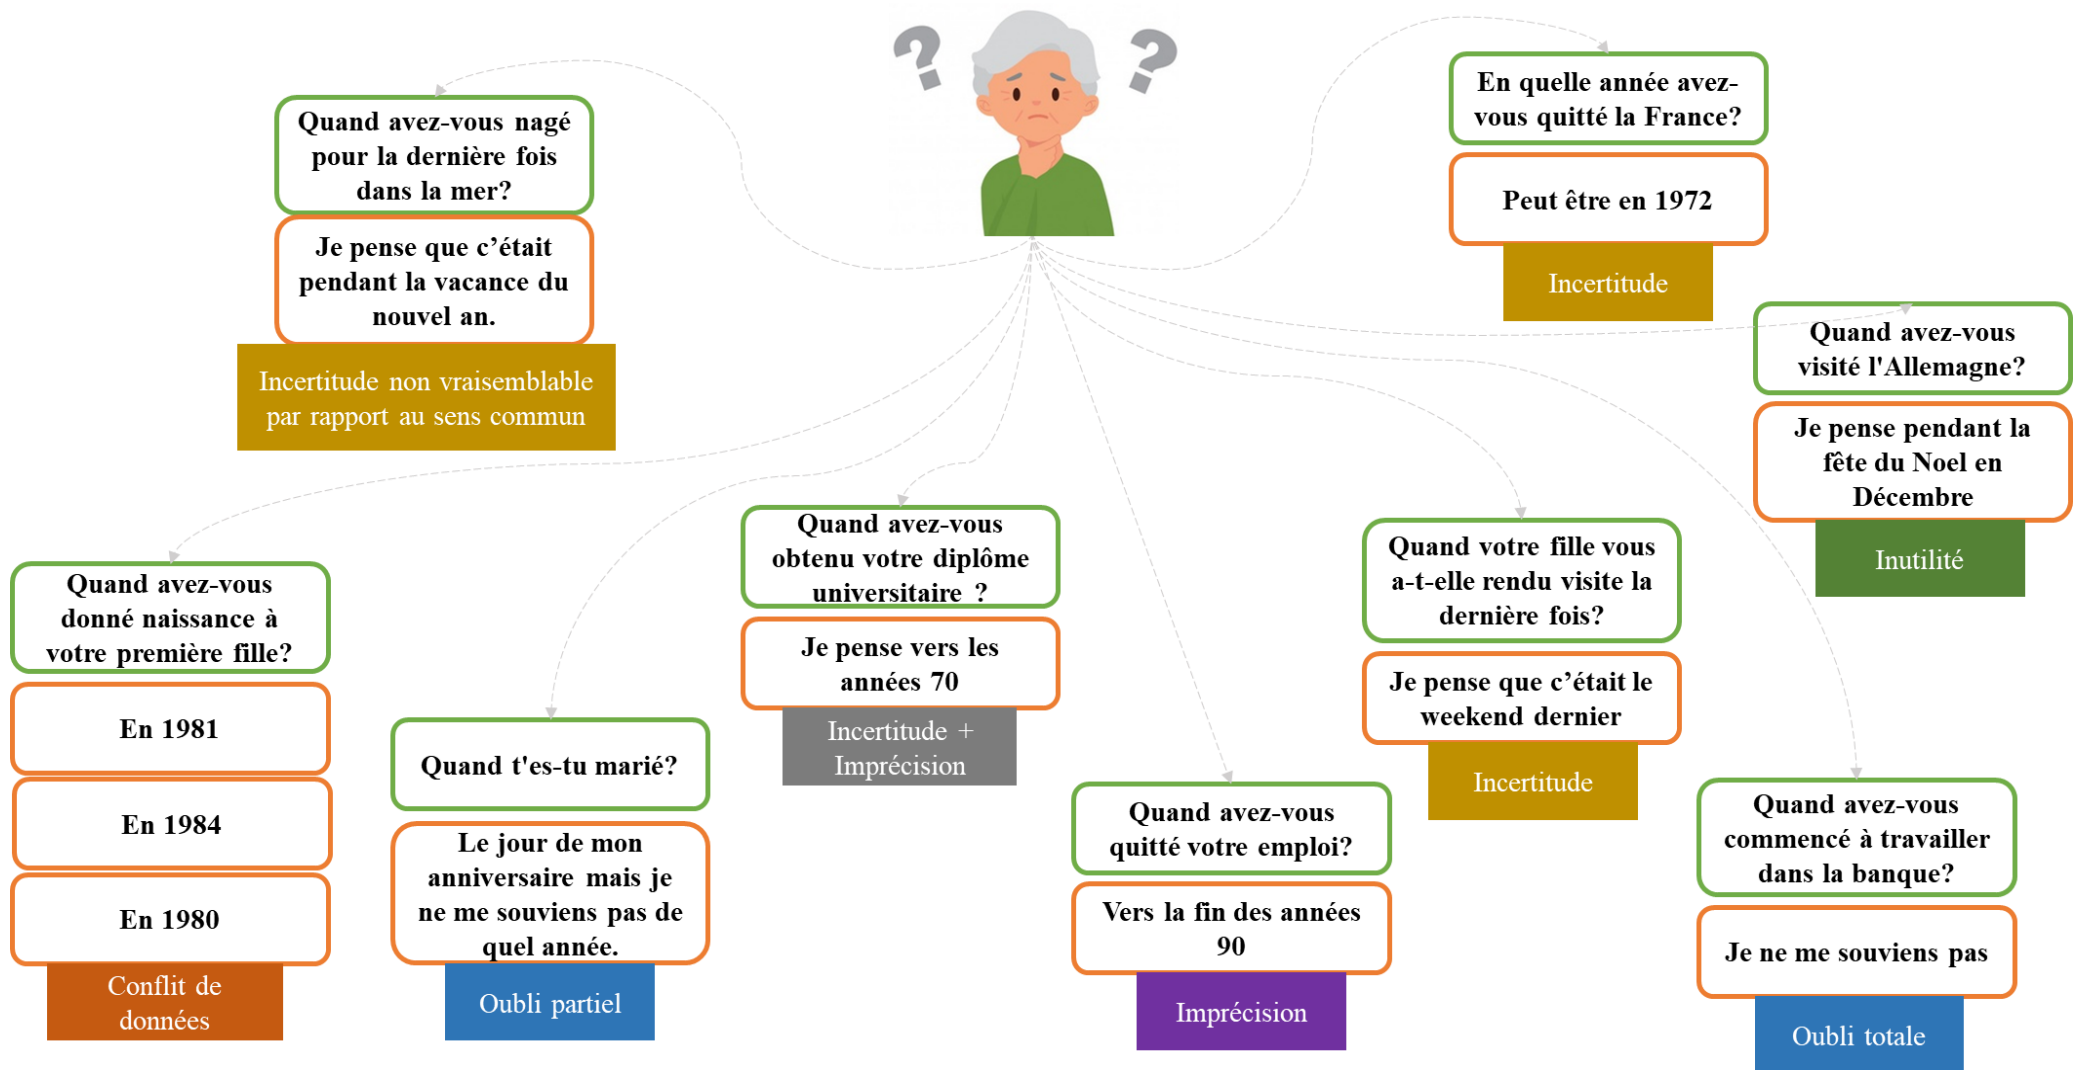 ?
?
Quand avez-vous nagé
pour la dernière fois
dans la mer?
Je pense que c’était
pendant la vacance du
nouvel an.
Incertitude non vraisemblable
par rapport au sens commun
En quelle année avez-
vous quitté la France?
Peut être en 1972
Incertitude
Quand avez-vous
visité l'Allemagne?
Je pense pendant la
fête du Noel en
Décembre
Inutilité
Quand avez-vous
donné naissance à
votre première fille?
En 1981
En 1984
En 1980
Conflit de
données
Quand t'es-tu marié?
Le jour de mon
anniversaire mais je
ne me souviens pas de
quel année.
Oubli partiel
Quand avez-vous
obtenu votre diplôme
universitaire ?
Je pense vers les
années 70
Incertitude +
Imprécision
Quand avez-vous
quitté votre emploi?
Vers la fin des années
90
Imprécision
Quand votre fille vous
a-t-elle rendu visite la
dernière fois?
Je pense que c’était le
weekend dernier
Incertitude
Quand avez-vous
commencé à travailler
dans la banque?
Je ne me souviens pas
Oubli totale